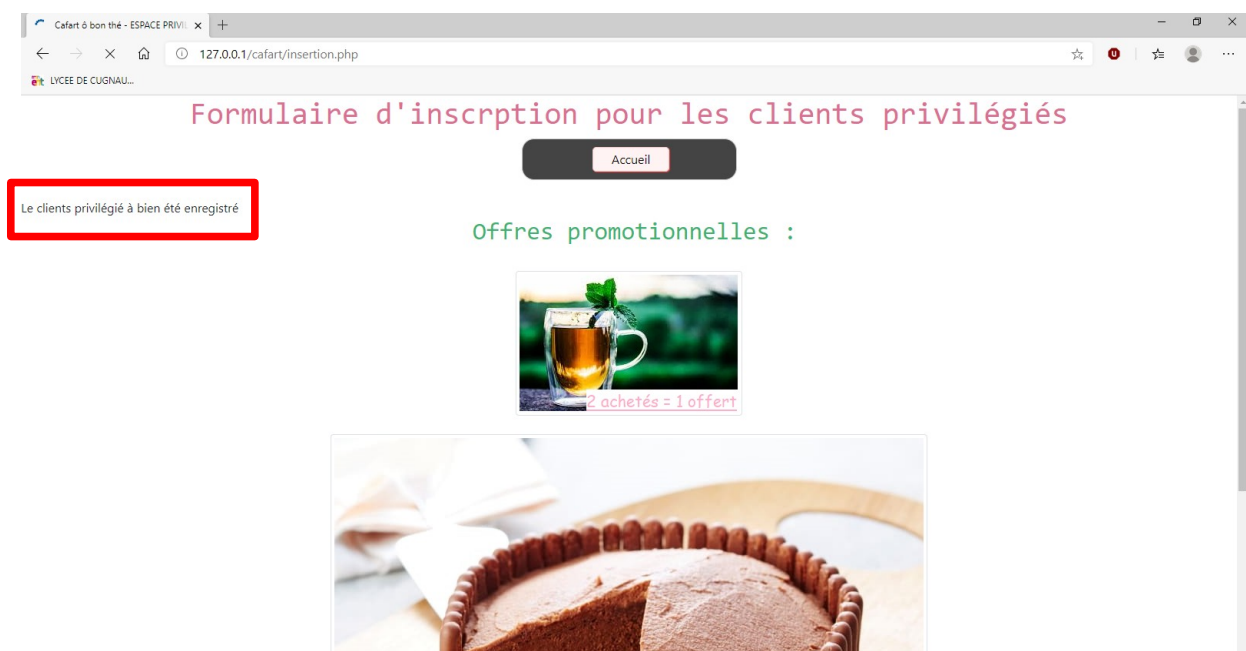 Cafart ô bon thé - ESPACE PRIVIL
127.0.0.1/cafart/insertion.php
LYCEE DE CUGNAU...
Formulaire d'inscrption pour les clients privilégiés
Accueil
Le clients privilégié à bien été enregistré
Offres promotionnelles :
2 achetés = 1 offert